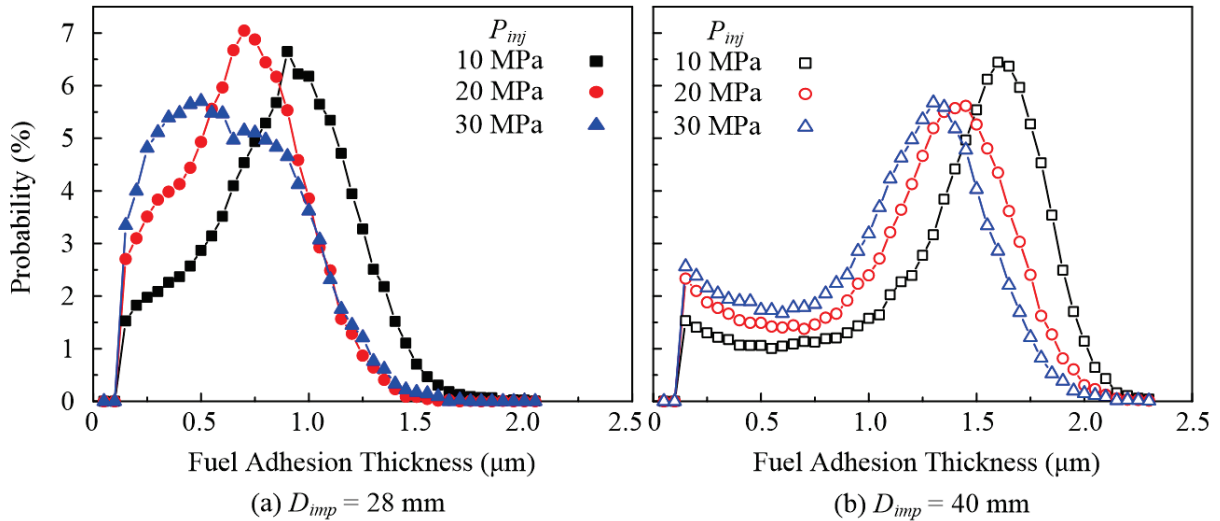 7
6
5
4
3
2
1
0
Probability (%)
P_inj
10 MPa
20 MPa
30 MPa
0.5 1.0 1.5 2.0 2.5
Fuel Adhesion Thickness (μm)
(a) D_imp = 28 mm
P_inj
10 MPa
20 MPa
30 MPa
0 0.5 1.0 1.5 2.0 2.5
Fuel Adhesion Thickness (μm)
(b) D_imp = 40 mm